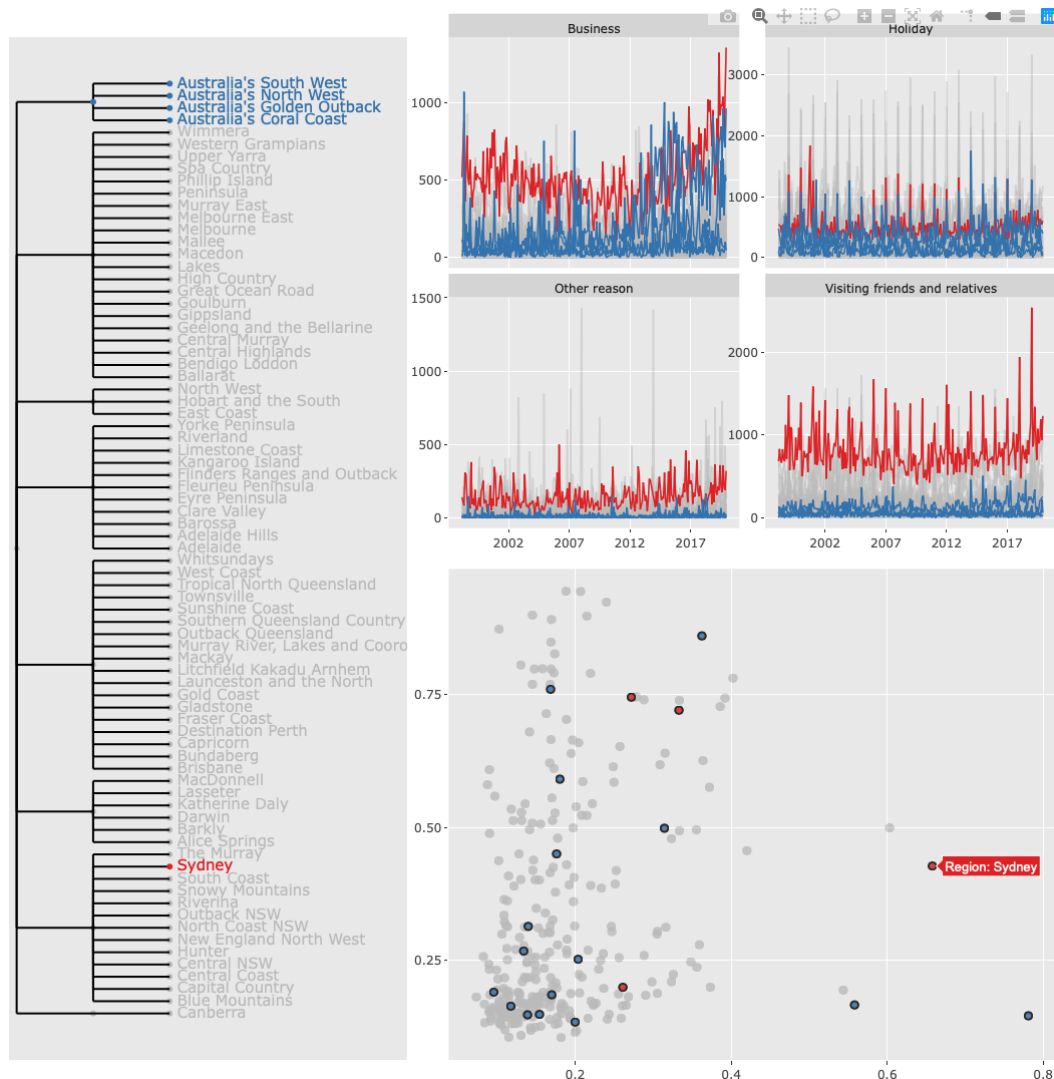 Australia's South West
Australia's North West
Australia's Golden Outback
Australia's Coral Coast
Wimmera
Western Grampians
Upper Yarra
Spa Country
Phillip Island
Peninsula
Murray East
Melbourne East
Melbourne
Mallee
Macedon
Lakes
High Country
Great Ocean Road
Goulburn
Gippsland
Geelong and the Bellarine
Central Murray
Central Highlands
Bendigo Loddon
Ballarat
North West
Hobart and the South
East Coast
Yorke Peninsula
Riverland
Limestone Coast
Kangaroo Island
Flinders Ranges and Outback
Fleurieu Peninsula
Eyre Peninsula
Clare Valley
Barossa
Adelaide Hills
Adelaide
Whitsundays
West Coast
Tropical North Queensland
Townsville
Sunshine Coast
Southern Queensland Country
Outback Queensland
Murray River, Lakes and Cooro
Mackay
Litchfield Kakadu Arnhem
Launceston and the North
Gold Coast
Gladstone
Fraser Coast
Destination Perth
Capricorn
Bundaberg
Brisbane
MacDonnell
Lasseter
Katherine Daly
Darwin
Barkly
Alice Springs
The Murray
Sydney
South Coast
Snowy Mountains
Riverina
Outback NSW
North Coast NSW
New England North West
Hunter
Central NSW
Central Coast
Capital Country
Blue Mountains
Canberra
Business
1000
500
0
Holiday
3000
2000
1000
0
Other reason
1500
1000
500
0
2002 2007 2012 2017
Visiting friends and relatives
2000
1000
0
2002 2007 2012 2017
0.75
0.50
0.25
Region: Sydney
0.2 0.4 0.6 0.8